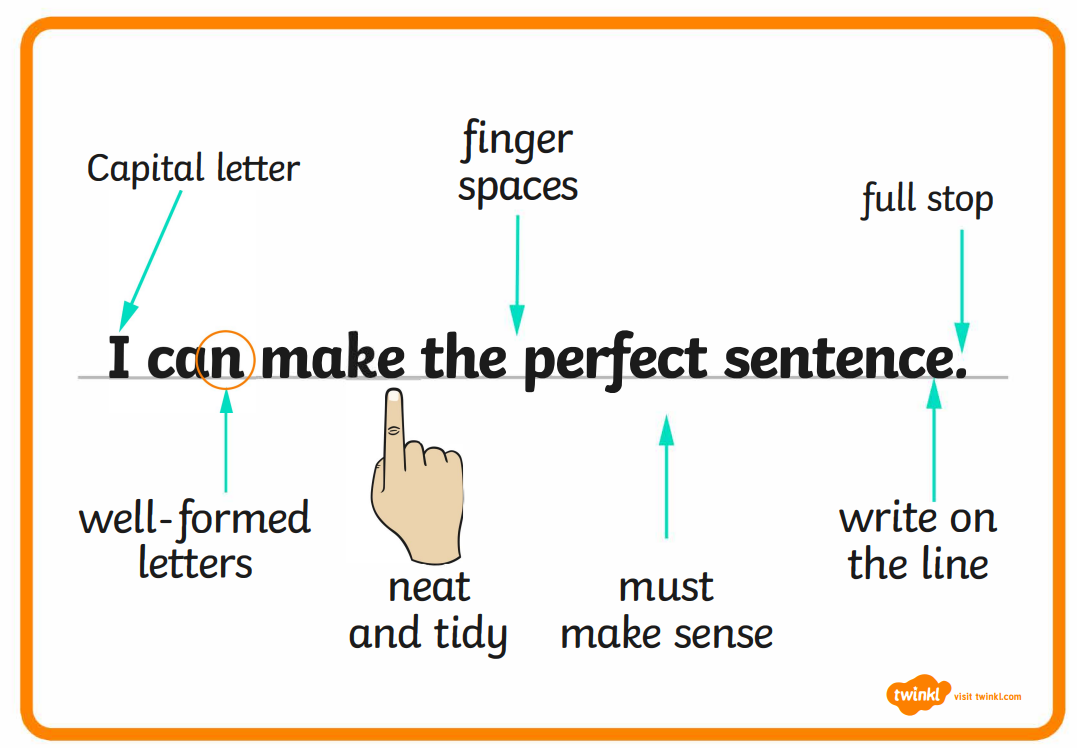 Capital letter
finger
spaces
full stop
I can make the perfect sentence.
well-formed
letters
neat
and tidy
must
make sense
write on
the line
twinkl
visit twinkl.com